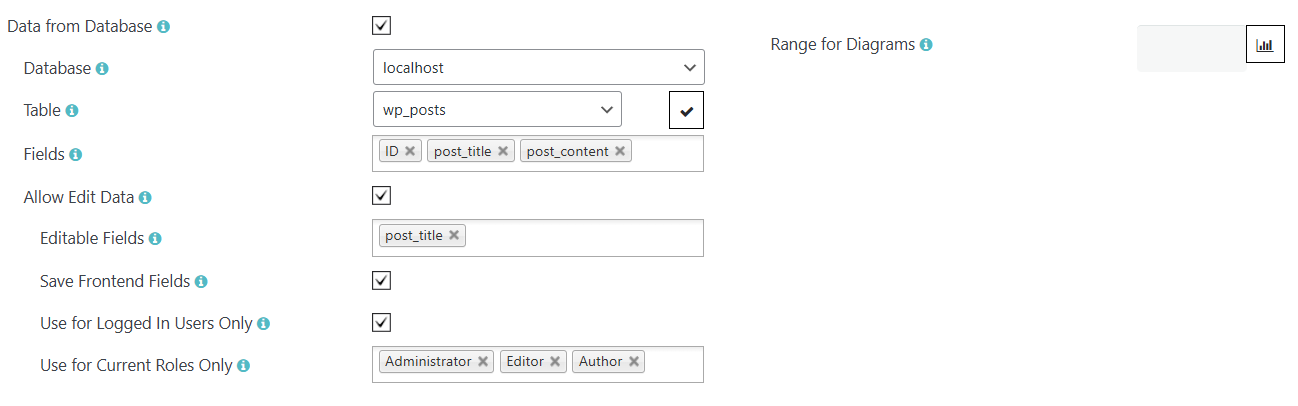 Data from Database
Range for Diagrams
Database
localhost
Table
wp_posts
Fields
ID post_title post_content
Allow Edit Data
Editable Fields
post_title
Save Frontend Fields
Use for Logged In Users Only
Use for Current Roles Only
Administrator Editor Author